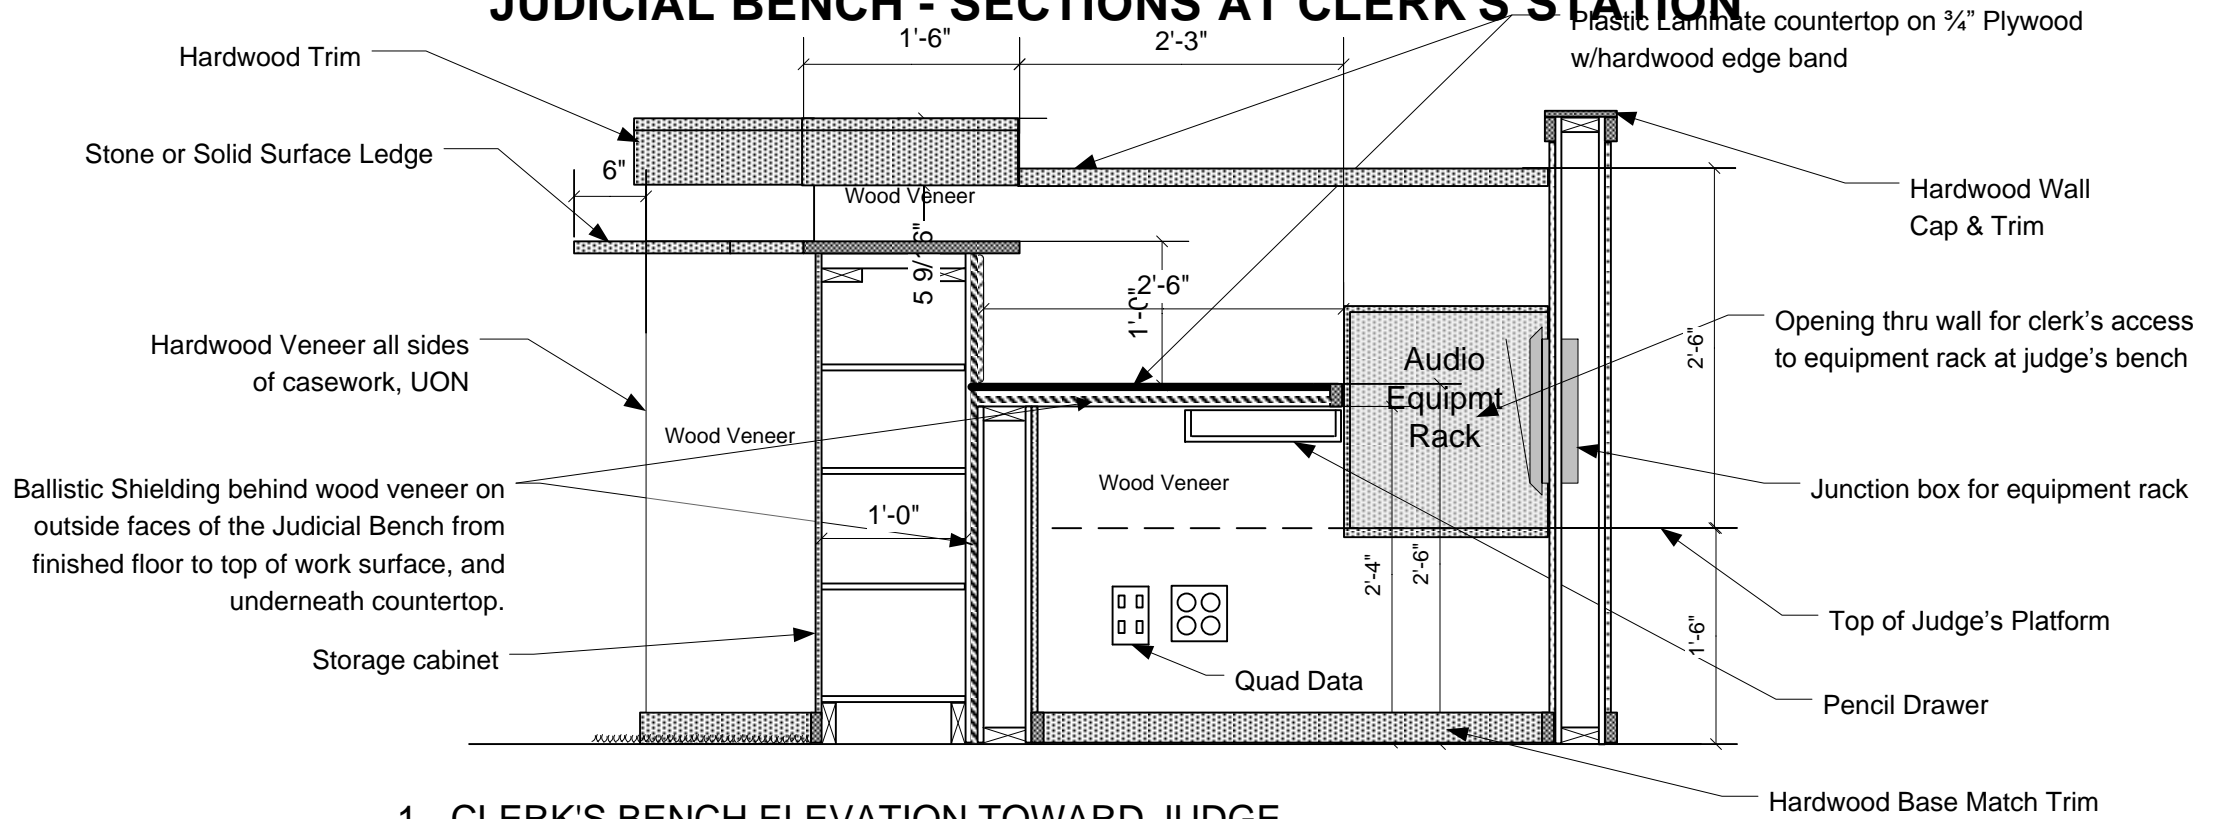 JUDICIAL BENCH - SECTIONS AT CLERK'S STATION
Plastic Laminate countertop on ¾” Plywood
w/hardwood edge band
1'-6"
2'-3"
Hardwood Trim
Stone or Solid Surface Ledge
6"
Wood Veneer
Hardwood Wall
Cap & Trim
2'-6"
1'-0"
2'-6"
Opening thru wall for clerk’s access
to equipment rack at judge’s bench
Hardwood Veneer all sides
of casework, UON
Audio
Equipmt
Rack
Wood Veneer
Wood Veneer
Junction box for equipment rack
Ballistic Shielding behind wood veneer on
outside faces of the Judicial Bench from
finished floor to top of work surface, and
underneath countertop.
1'-0"
2'-4"
2'-6"
1'-6"
Top of Judge’s Platform
Storage cabinet
Quad Data
Pencil Drawer
Hardwood Base Match Trim
1 CLERK'S BENCH ELEVATION TOWARD JUDGE